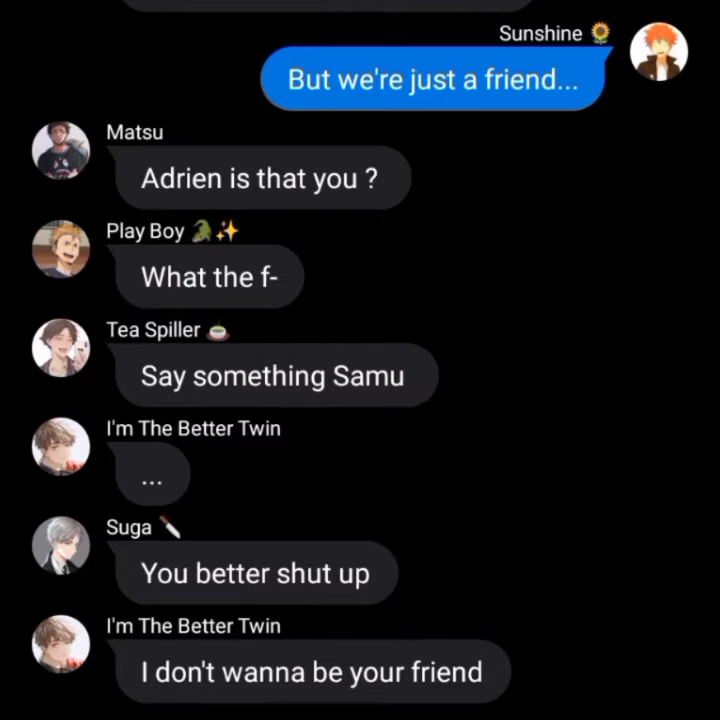 Sunshine 🌻
But we're just a friend...
Matsu
Adrien is that you ?
Play Boy 🐊✨
What the f-
Tea Spiller 🍵
Say something Samu
I'm The Better Twin
...
Suga 🔪
You better shut up
I'm The Better Twin
I don't wanna be your friend